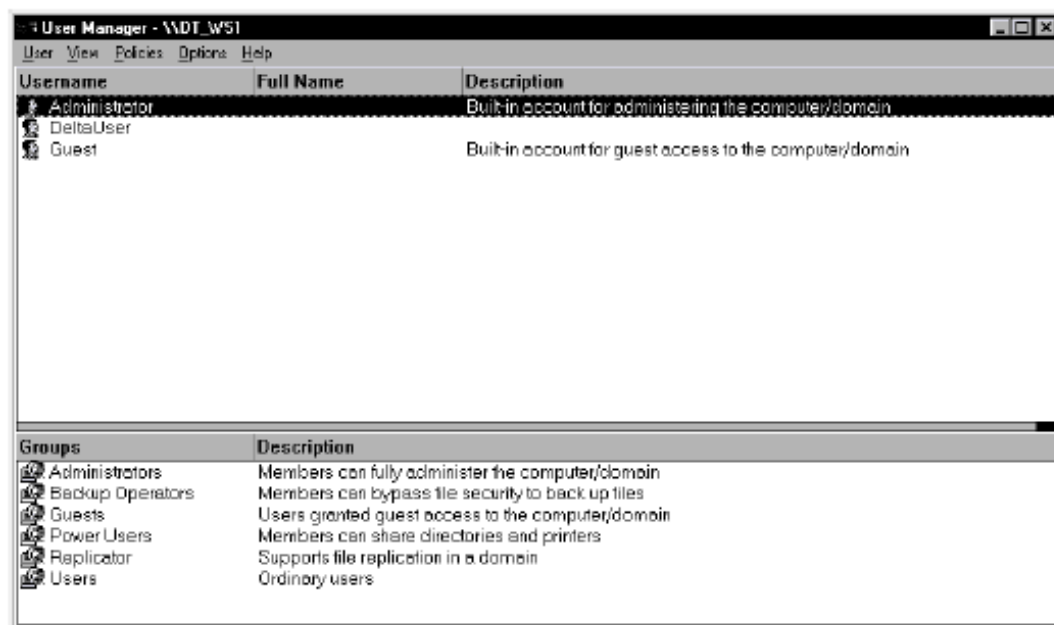 User Manager - \\DT_WS1
User View Policies Options Help
Username Full Name Description
Administrator Built-in account for administering the computer/domain
DeltaUser
Guest Built-in account for guest access to the computer/domain
Groups Description
Administrators Members can fully administer the computer/domain
Backup Operators Members can bypass file security to back up files
Guests Users granted guest access to the computer/domain
Power Users Members can share directories and printers
Replicator Supports file replication in a domain
Users Ordinary users